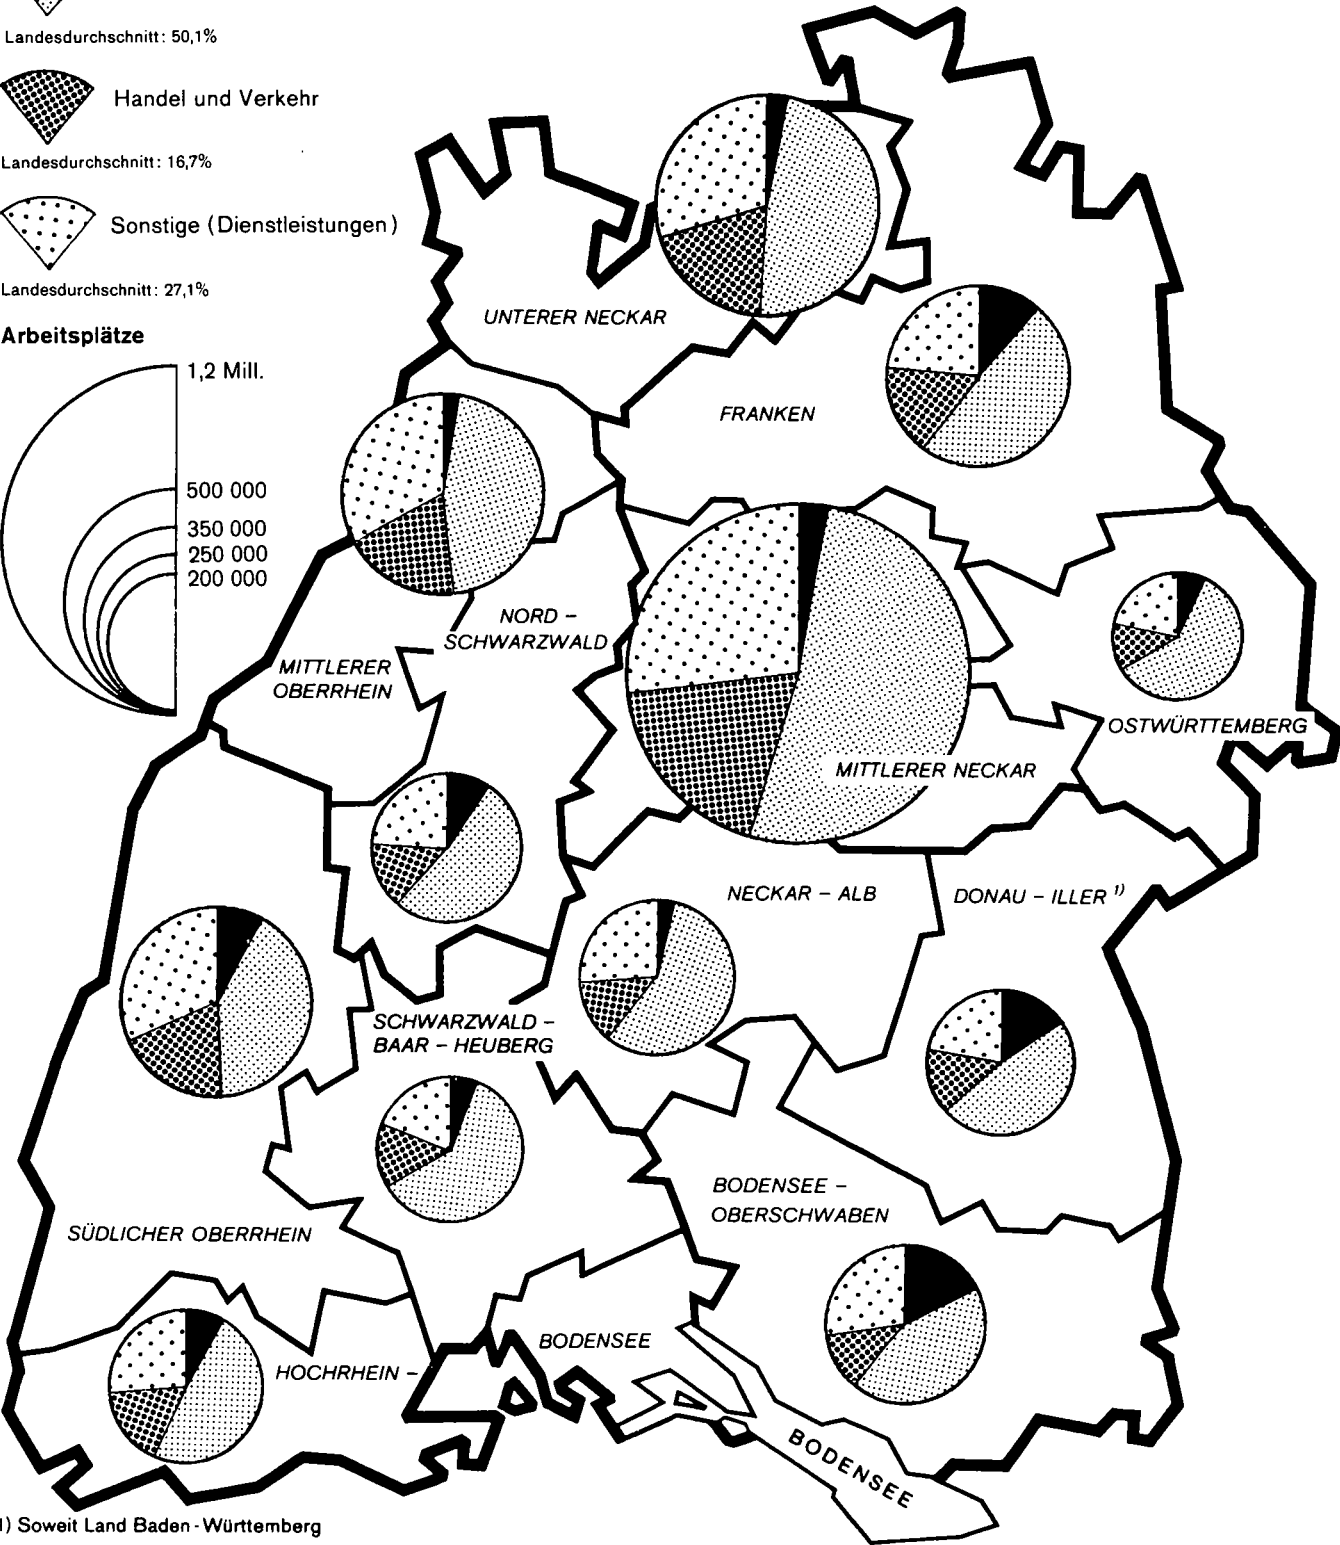 Landesdurchschnitt: 50,1%
Handel und Verkehr
Landesdurchschnitt: 16,7%
Sonstige (Dienstleistungen)
Landesdurchschnitt: 27,1%
Arbeitsplätze
1,2 Mill.
500 000
350 000
250 000
200 000
UNTERER NECKAR
FRANKEN
NORD –
SCHWARZWALD
MITTLERER
OBERRHEIN
OSTWÜRTTEMBERG
MITTLERER NECKAR
NECKAR – ALB
DONAU – ILLER 1)
SCHWARZWALD –
BAAR – HEUBERG
BODENSEE –
OBERSCHWABEN
SÜDLICHER OBERRHEIN
BODENSEE
HOCHRHEIN –
BODENSEE
1) Soweit Land Baden-Württemberg